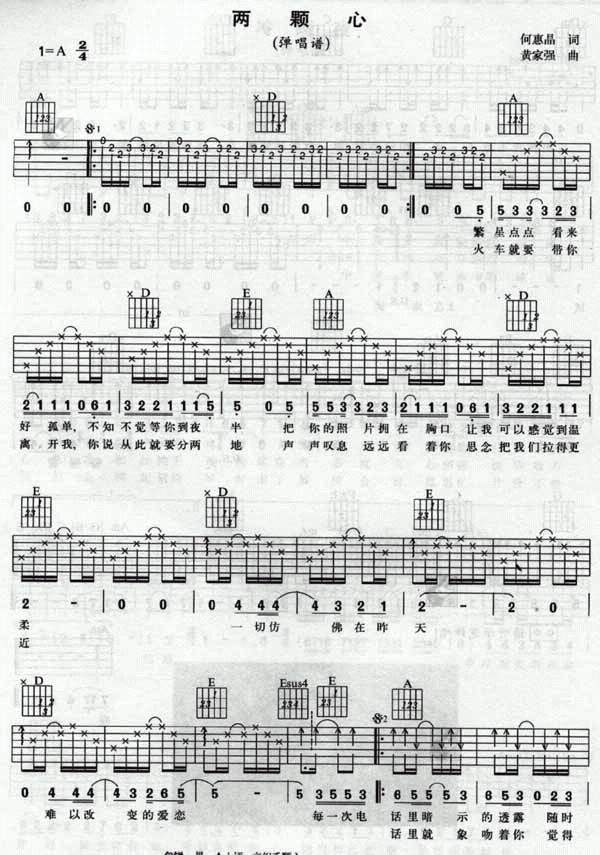 两颗心
(弹唱谱)
1=A 2/4
何惠晶 词
黄家强 曲
A D A
0 0 0 0 0 0 0 0 0 5 5 3 3 3 2 3
繁 星点点 看来
火 车就要 带你
D E A D
2 1 1 1 0 6 1 3 2 2 1 1 1 5 5 0 0 5 5 5 3 3 2 3 2 1 1 1 0 6 1 3 2 2 1 1 2 1
好 孤单,不知 不觉等你到夜 半 把 你的照 片拥在 胸口 让我 可以感觉到温
离 开我,你说 从此就要分两 地 声 声叹息 远远看 着你 思念 把我们拉得更
E D E
2 - 0 0 0 4 4 4 4 3 2 1 2 - 2 0
柔 一切仿 佛在昨 天
近
D E Esus4 E A
0 4 4 4 4 3 2 1 6 5 5 - 5 0 3 5 5 5 6 5 5 5 5 0 5 3 0 2 3
难以改 变的爱恋 每一次电 话里暗 示的透露 随时
话里就 象 吻着你 觉得